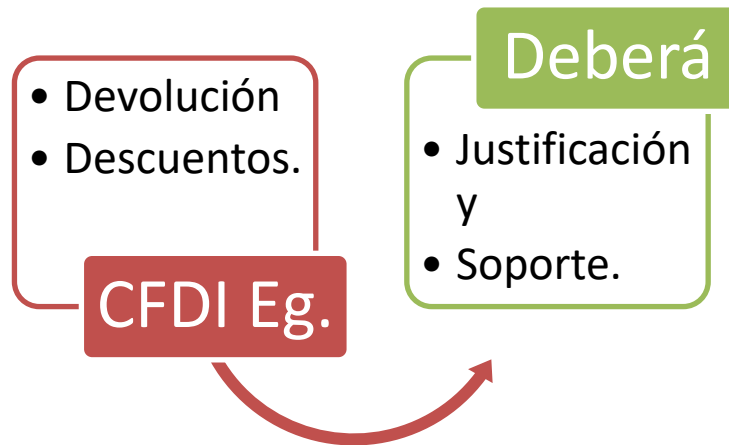 • Devolución
• Descuentos.
CFDI Eg.
Deberá
• Justificación
y
• Soporte.